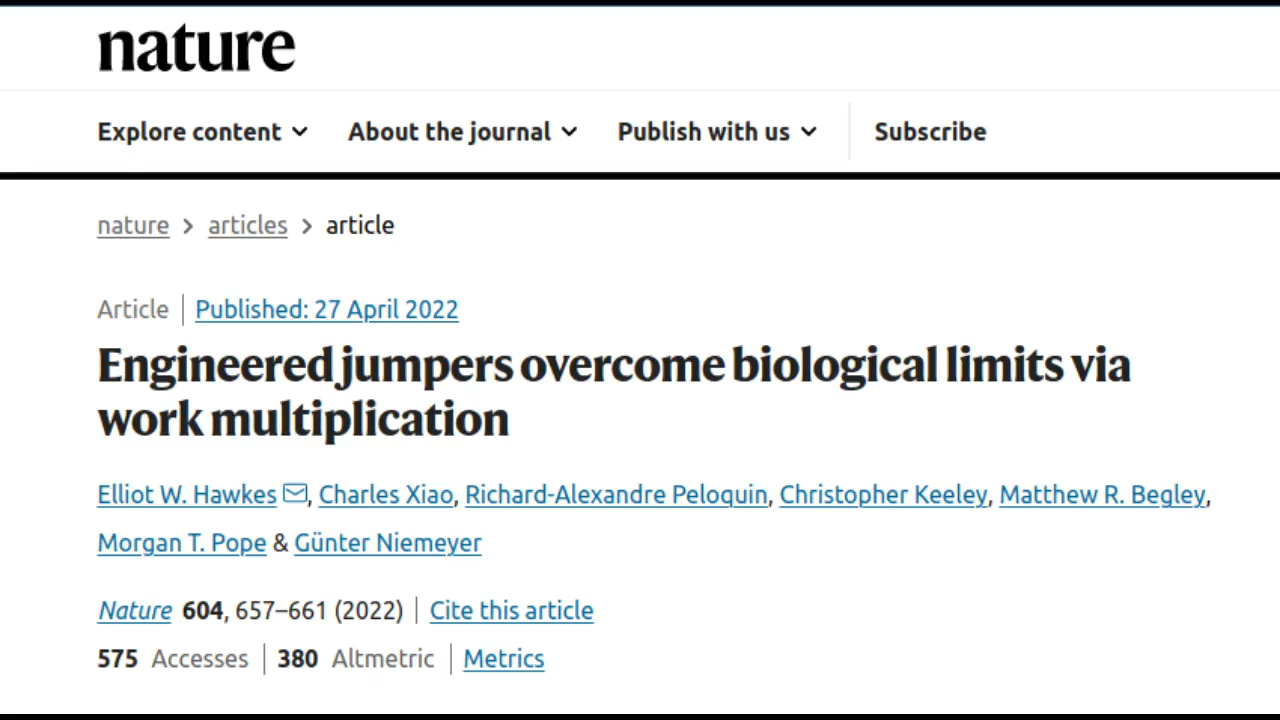 nature
Explore content About the journal Publish with us Subscribe
nature > articles > article
Article | Published: 27 April 2022
Engineered jumpers overcome biological limits via
work multiplication
Elliot W. Hawkes, Charles Xiao, Richard-Alexandre Peloquin, Christopher Keeley, Matthew R. Begley,
Morgan T. Pope & Günter Niemeyer
Nature 604, 657–661 (2022) | Cite this article
575 Accesses | 380 Altmetric | Metrics